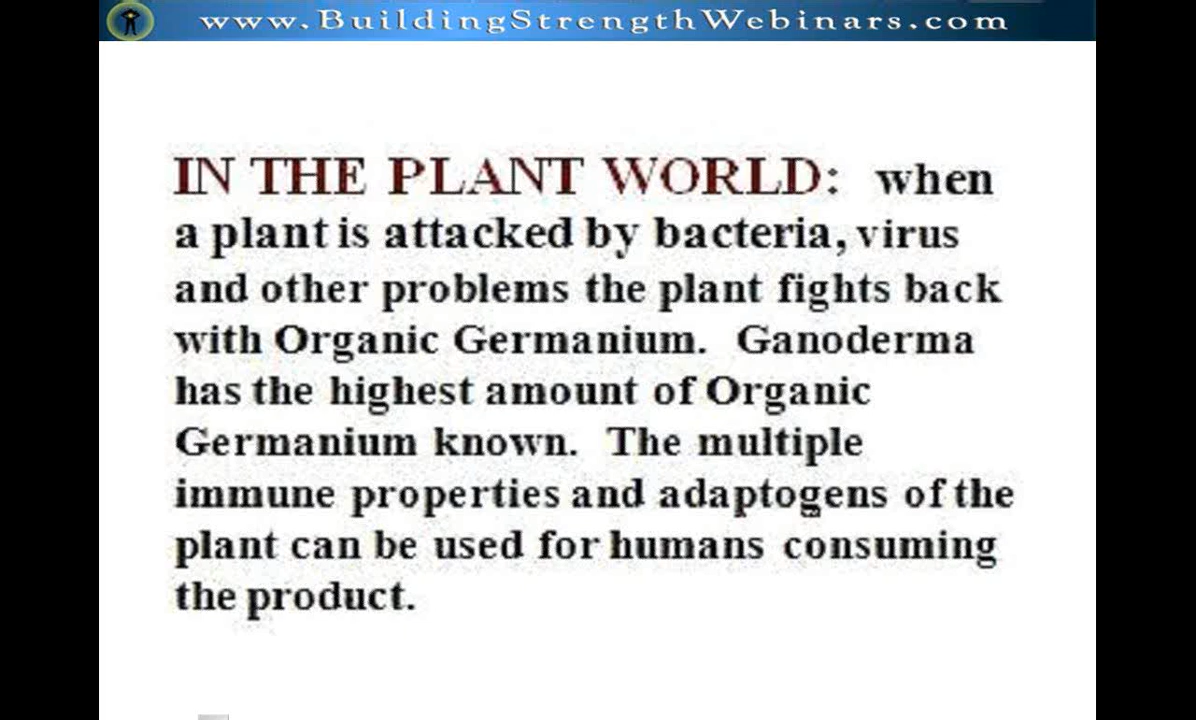 www.BuildingStrengthWebinars.com
IN THE PLANT WORLD: when
a plant is attacked by bacteria, virus
and other problems the plant fights back
with Organic Germanium. Ganoderma
has the highest amount of Organic
Germanium known. The multiple
immune properties and adaptogens of the
plant can be used for humans consuming
the product.